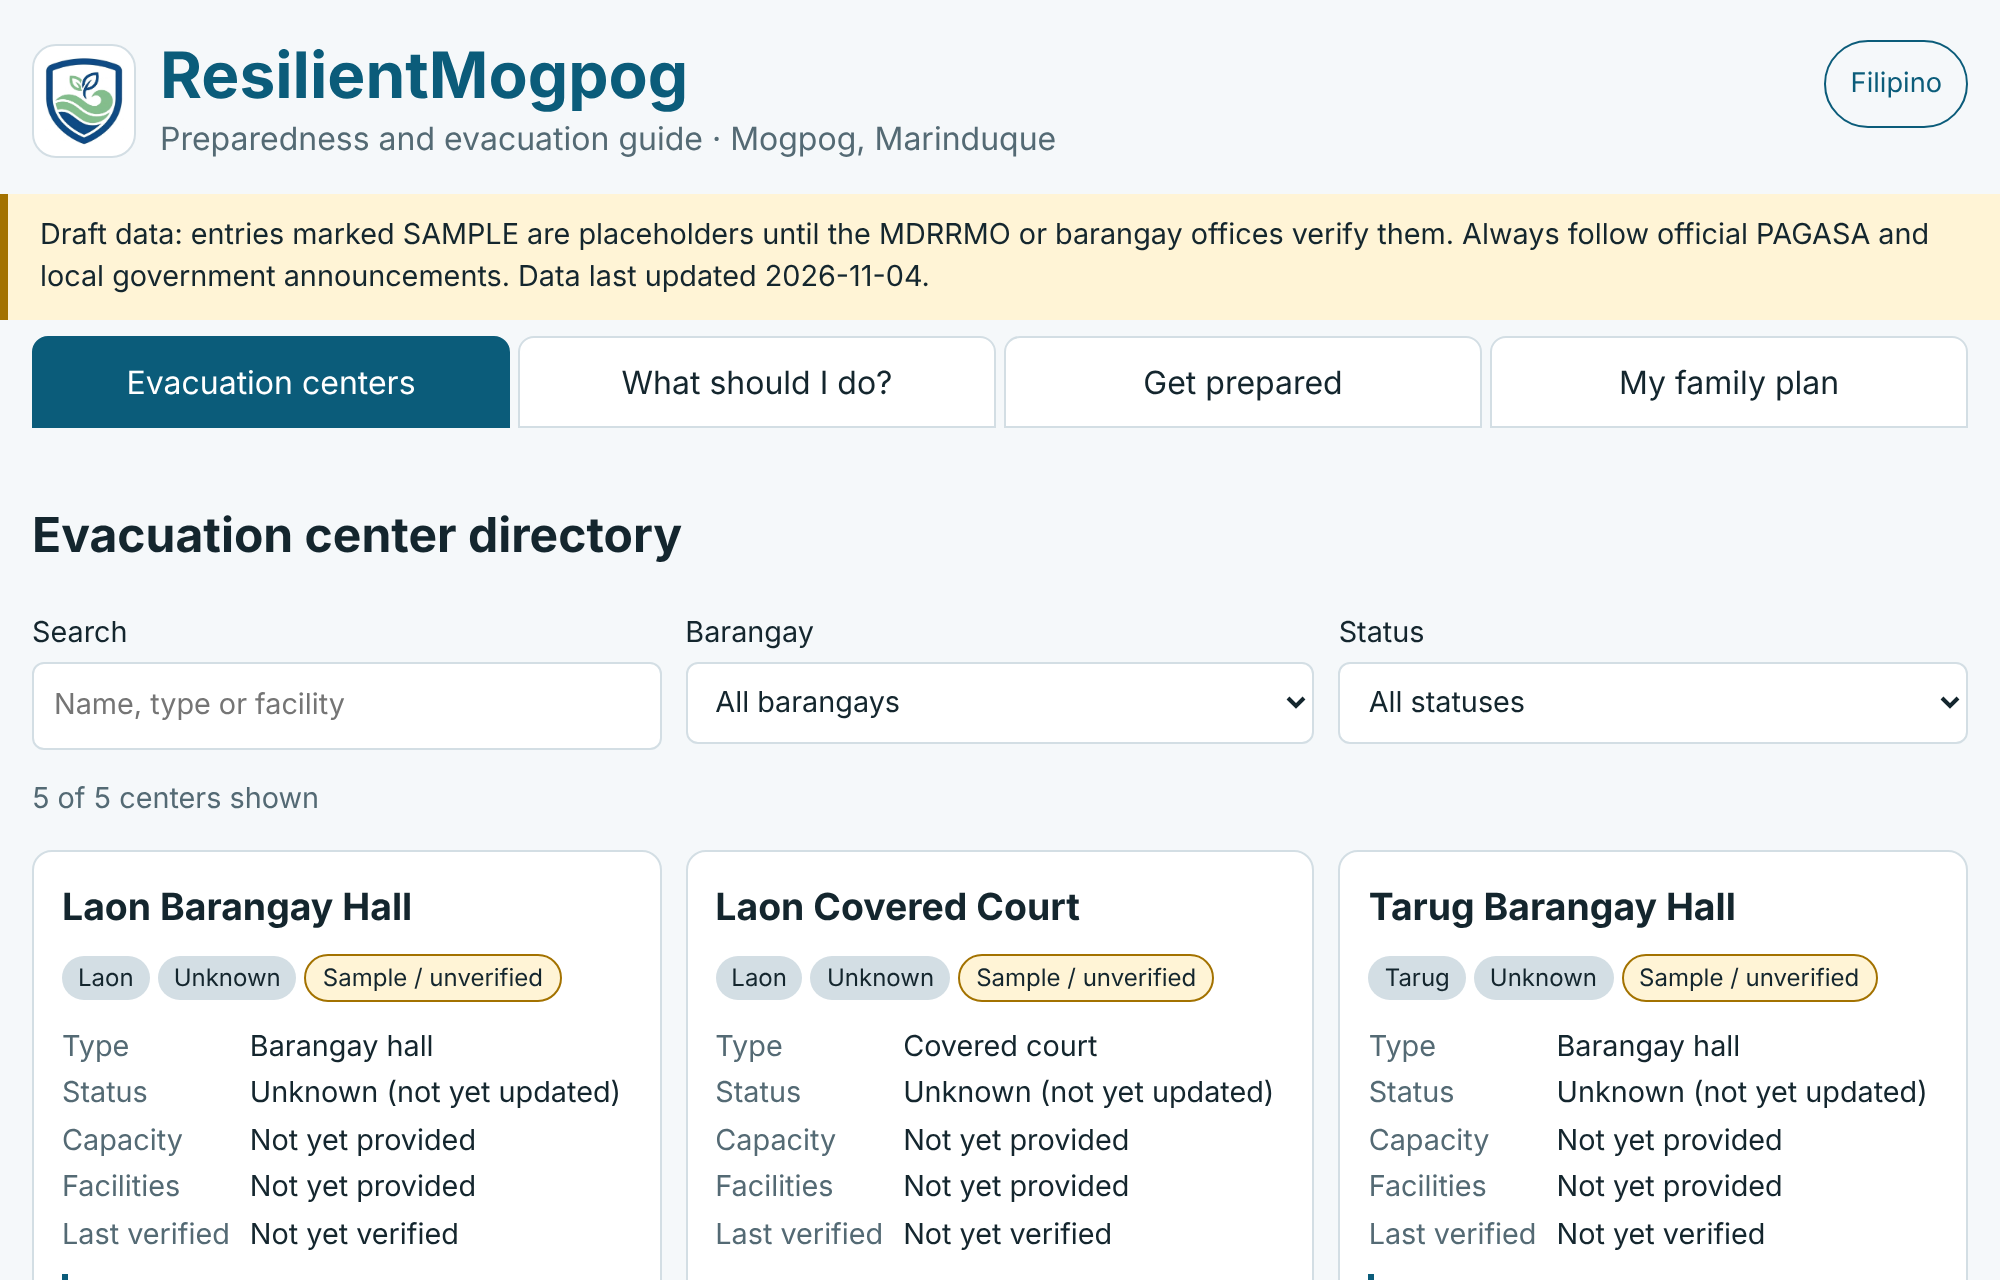 ResilientMogpog
Preparedness and evacuation guide · Mogpog, Marinduque
Filipino
Draft data: entries marked SAMPLE are placeholders until the MDRRMO or barangay offices verify them. Always follow official PAGASA and
local government announcements. Data last updated 2026-11-04.
Evacuation centers
What should I do?
Get prepared
My family plan
Evacuation center directory
Search
Barangay
Status
Name, type or facility
All barangays
All statuses
5 of 5 centers shown
Laon Barangay Hall
Laon Unknown Sample / unverified
Type Barangay hall
Status Unknown (not yet updated)
Capacity Not yet provided
Facilities Not yet provided
Last verified Not yet verified
Laon Covered Court
Laon Unknown Sample / unverified
Type Covered court
Status Unknown (not yet updated)
Capacity Not yet provided
Facilities Not yet provided
Last verified Not yet verified
Tarug Barangay Hall
Tarug Unknown Sample / unverified
Type Barangay hall
Status Unknown (not yet updated)
Capacity Not yet provided
Facilities Not yet provided
Last verified Not yet verified